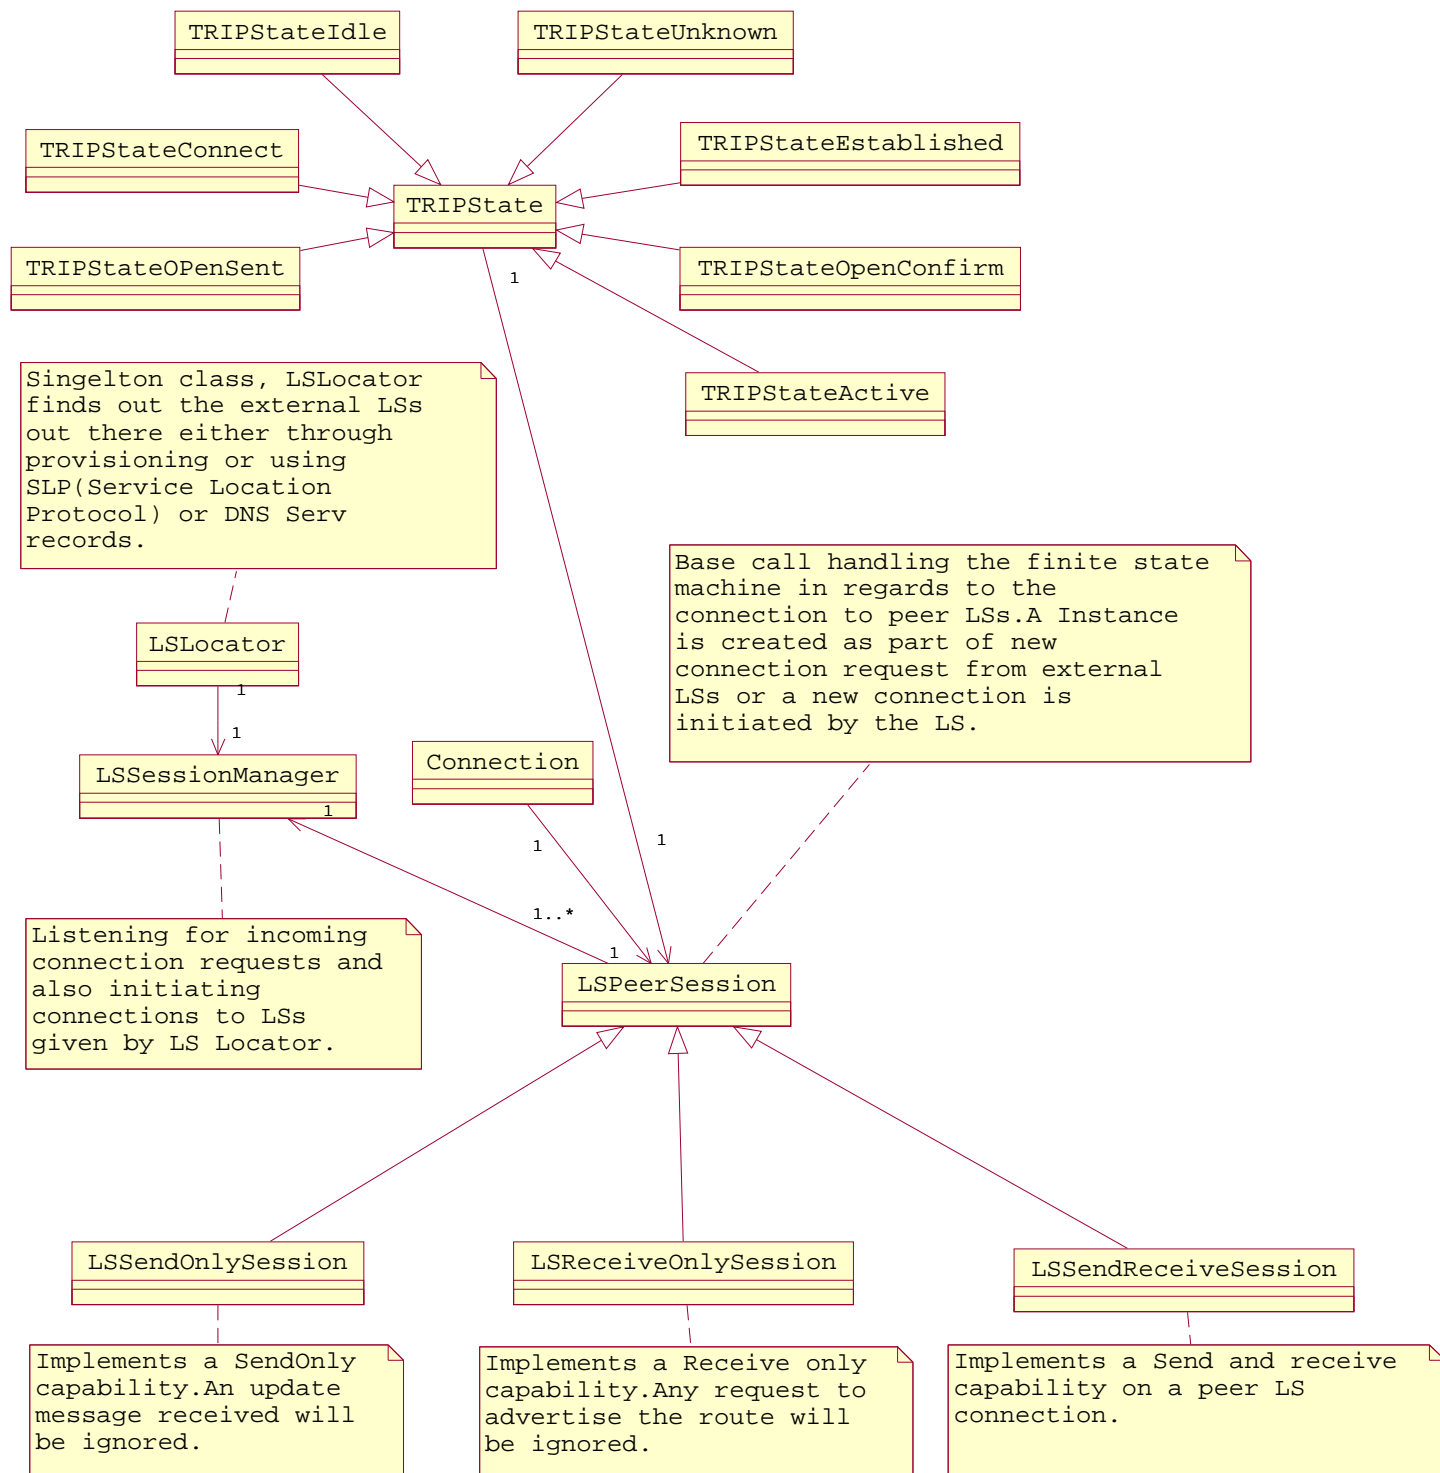 TRIPStateIdle
TRIPStateUnknown
TRIPStateConnect
TRIPStateEstablished
TRIPState
TRIPStateOPenSent
TRIPStateOpenConfirm
1
TRIPStateActive
Singelton class, LSLocator
finds out the external LSs
out there either through
provisioning or using
SLP(Service Location
Protocol) or DNS Serv
records.
Base call handling the finite state
machine in regards to the
connection to peer LSs.A Instance
is created as part of new
connection request from external
LSs or a new connection is
initiated by the LS.
LSLocator
1
1
LSSessionManager
1
Connection
1
1
1..*
1
Listening for incoming
connection requests and
also initiating
connections to LSs
given by LS Locator.
LSPeerSession
LSSendOnlySession
LSReceiveOnlySession
LSSendReceiveSession
Implements a SendOnly
capability.An update
message received will
be ignored.
Implements a Receive only
capability.Any request to
advertise the route will
be ignored.
Implements a Send and receive
capability on a peer LS
connection.